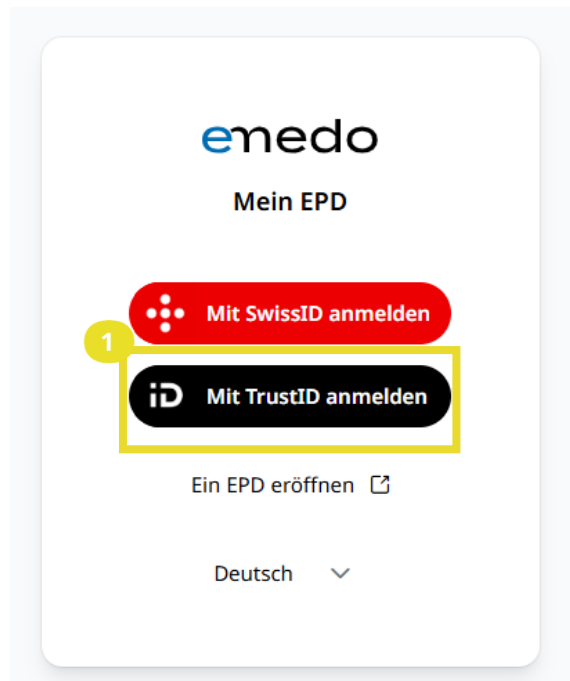 emedo
Mein EPD
Mit SwissID anmelden
1
iD Mit TrustID anmelden
Ein EPD eröffnen
Deutsch